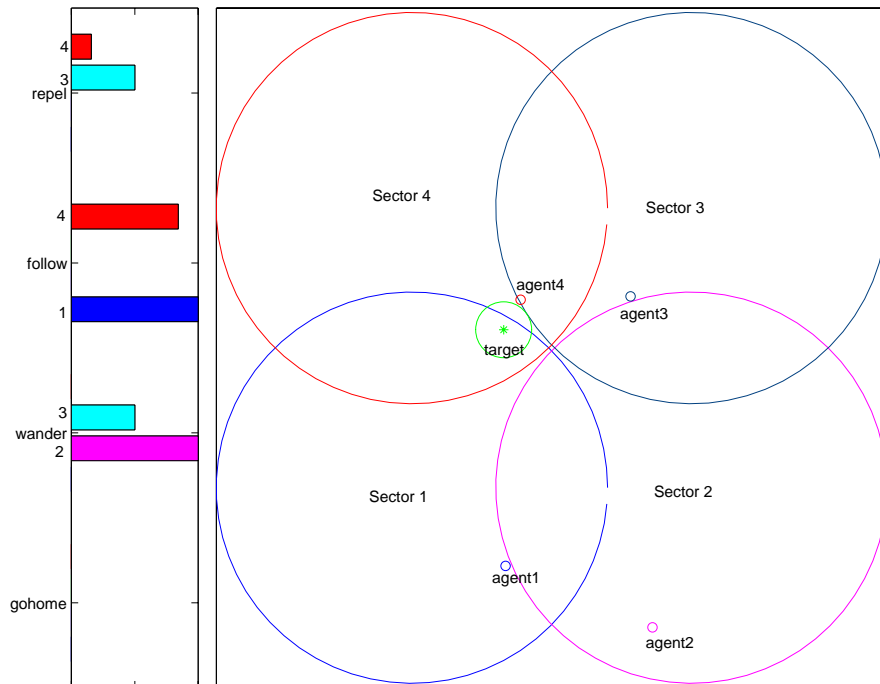 4
3
repel
4
follow
1
3
wander
2
gohome
Sector 4
Sector 3
agent4
agent3
target
Sector 1
Sector 2
agent1
agent2